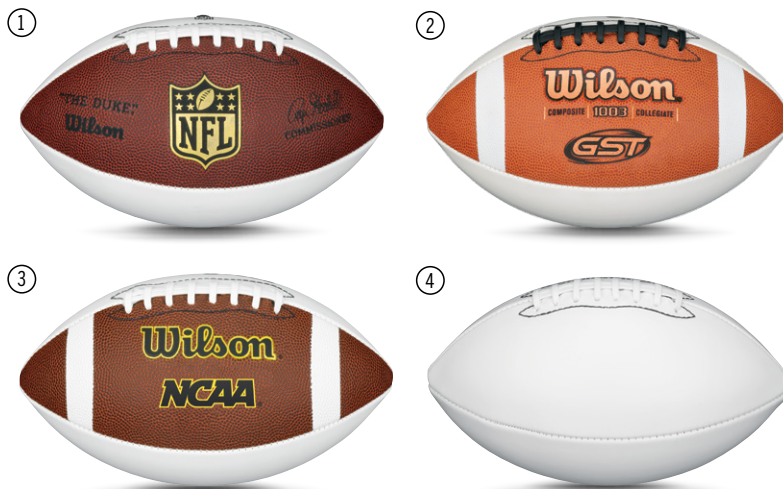 1
"THE DUKE"
Wilson
NFL
COMMISSIONER
2
Wilson
COMPOSITE 1003 COLLEGIATE
GST
3
Wilson
NCAA
4